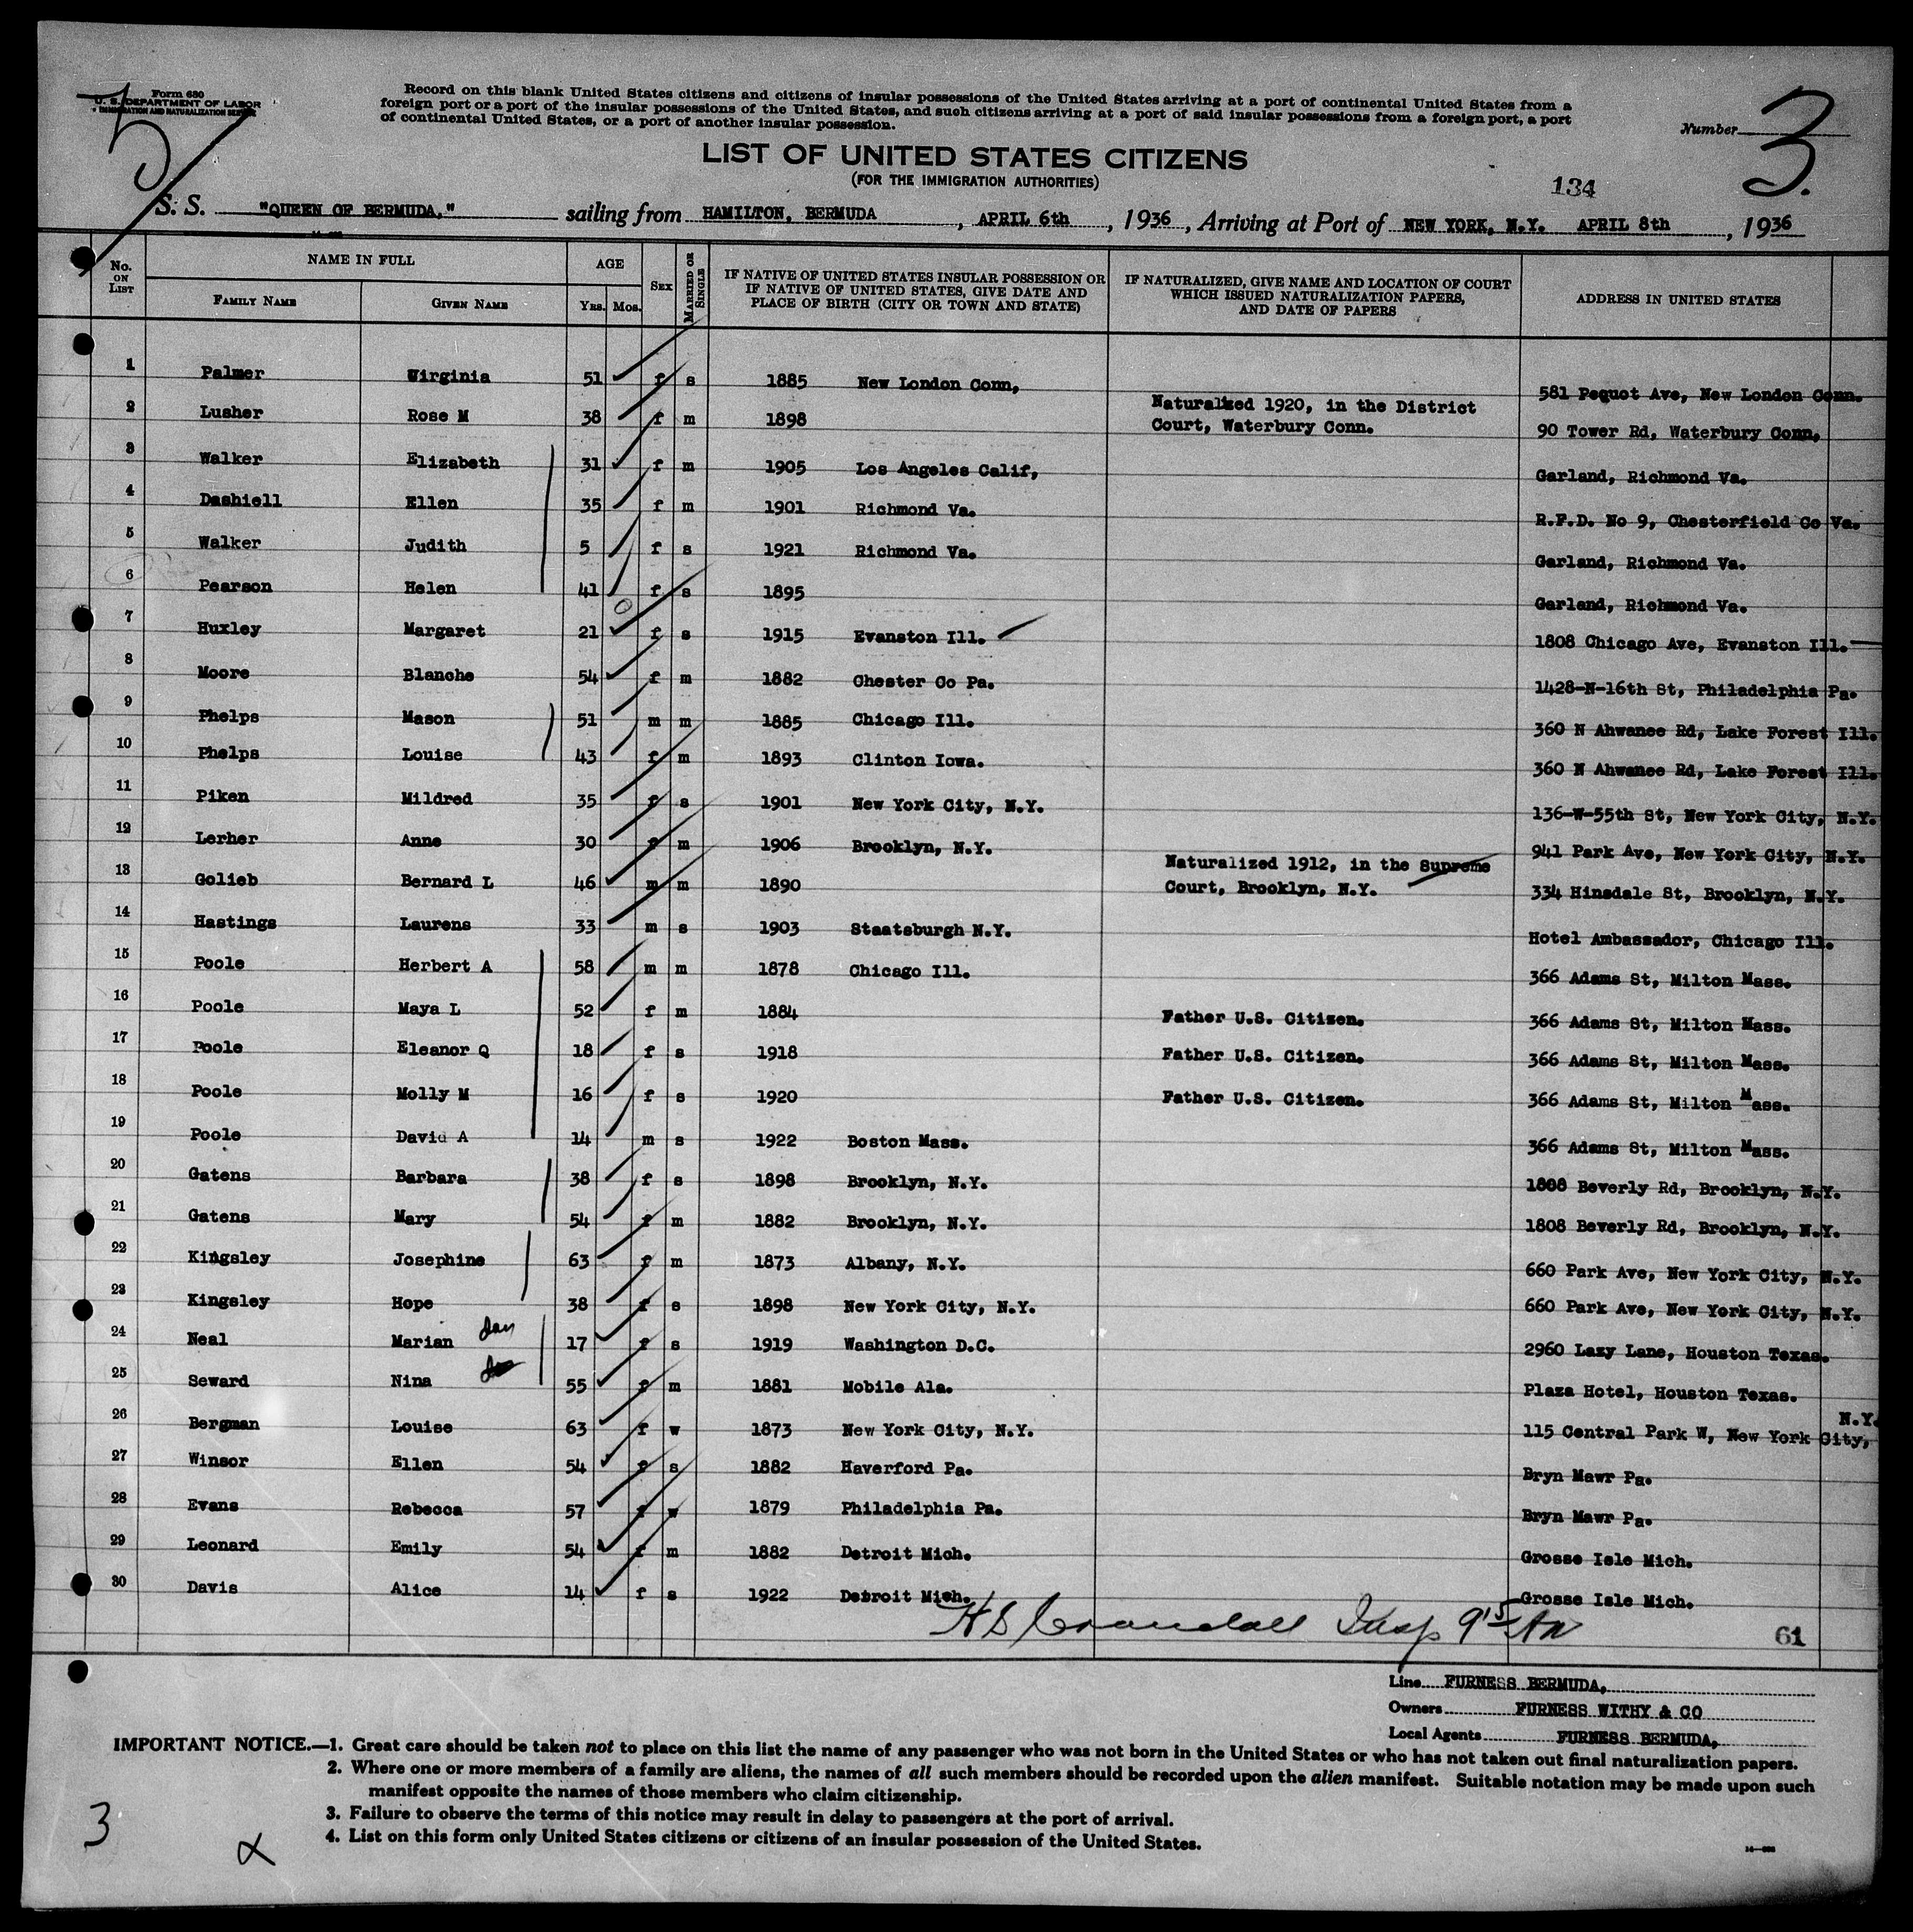 Form 680
U. S. DEPARTMENT OF LABOR
IMMIGRATION AND NATURALIZATION SERVICE
Record on this blank United States citizens and citizens of insular possessions of the United States arriving at a port of continental United States from a
foreign port or a port of the insular possessions of the United States, and such citizens arriving at a port of said insular possessions from a foreign port, a port
of continental United States, or a port of another insular possession.
Number 3.
LIST OF UNITED STATES CITIZENS
(FOR THE IMMIGRATION AUTHORITIES)
134
S. S. "QUEEN OF BERMUDA," sailing from HAMILTON, BERMUDA, APRIL 6th, 1936, Arriving at Port of NEW YORK, N.Y. APRIL 8th, 1936
No. ON LIST NAME IN FULL FAMILY NAME GIVEN NAME AGE YRS. MOS. SEX MARRIED OR SINGLE IF NATIVE OF UNITED STATES INSULAR POSSESSION OR IF NATIVE OF UNITED STATES, GIVE DATE AND PLACE OF BIRTH (CITY OR TOWN AND STATE) IF NATURALIZED, GIVE NAME AND LOCATION OF COURT WHICH ISSUED NATURALIZATION PAPERS, AND DATE OF PAPERS ADDRESS IN UNITED STATES
1 Palmer Virginia 51 f s 1885 New London Conn, 581 Pequot Ave, New London Conn.
2 Lusher Rose M 38 f m 1898 Naturalized 1920, in the District Court, Waterbury Conn. 90 Tower Rd, Waterbury Conn,
3 Walker Elizabeth 31 f m 1905 Los Angeles Calif, Garland, Richmond Va.
4 Dashiell Ellen 35 f m 1901 Richmond Va. R.F.D. No 9, Chesterfield Co Va.
5 Walker Judith 5 f s 1921 Richmond Va. Garland, Richmond Va.
6 Pearson Helen 41 f s 1895 Garland, Richmond Va.
7 Huxley Margaret 21 f s 1915 Evanston Ill. 1808 Chicago Ave, Evanston Ill.
8 Moore Blanche 54 f m 1882 Chester Co Pa. 1428-N-16th St, Philadelphia Pa.
9 Phelps Mason 51 m m 1885 Chicago Ill. 360 N Ahwanee Rd, Lake Forest Ill.
10 Phelps Louise 43 f m 1893 Clinton Iowa. 360 N Ahwanee Rd, Lake Forest Ill.
11 Piken Mildred 35 f s 1901 New York City, N.Y. 136-W-55th St, New York City, N.Y.
12 Lerher Anne 30 f m 1906 Brooklyn, N.Y. 941 Park Ave, New York City, N.Y.
13 Golieb Bernard L 46 m m 1890 Naturalized 1912, in the Supreme Court, Brooklyn, N.Y. 334 Hinsdale St, Brooklyn, N.Y.
14 Hastings Laurens 33 m s 1903 Staatsburgh N.Y. Hotel Ambassador, Chicago Ill.
15 Poole Herbert A 58 m m 1878 Chicago Ill. 366 Adams St, Milton Mass.
16 Poole Maya L 52 f m 1884 Father U.S. Citizen. 366 Adams St, Milton Mass.
17 Poole Eleanor Q 18 f s 1918 Father U.S. Citizen. 366 Adams St, Milton Mass.
18 Poole Molly M 16 f s 1920 Father U.S. Citizen. 366 Adams St, Milton Mass.
19 Poole David A 14 m s 1922 Boston Mass. 366 Adams St, Milton Mass.
20 Gatens Barbara 38 f s 1898 Brooklyn, N.Y. 1808 Beverly Rd, Brooklyn, N.Y.
21 Gatens Mary 54 f m 1882 Brooklyn, N.Y. 1808 Beverly Rd, Brooklyn, N.Y.
22 Kingsley Josephine 63 f m 1873 Albany, N.Y. 660 Park Ave, New York City, N.Y.
23 Kingsley Hope 38 f s 1898 New York City, N.Y. 660 Park Ave, New York City, N.Y.
24 Neal Marian dau 17 f s 1919 Washington D.C. 2960 Lazy Lane, Houston Texas.
25 Seward Nina 55 f m 1881 Mobile Ala. Plaza Hotel, Houston Texas.
26 Bergman Louise 63 f w 1873 New York City, N.Y. 115 Central Park W, New York City, N.Y.
27 Winsor Ellen 54 f s 1882 Haverford Pa. Bryn Mawr Pa.
28 Evans Rebecca 57 f w 1879 Philadelphia Pa. Bryn Mawr Pa.
29 Leonard Emily 54 f m 1882 Detroit Mich. Grosse Isle Mich.
30 Davis Alice 14 f s 1922 Detroit Mich. Grosse Isle Mich.
H S Crandall Insp 9 15 AM
61
Line FURNESS BERMUDA,
Owners FURNESS WITHY & CO
Local Agents FURNESS BERMUDA,
IMPORTANT NOTICE.—1. Great care should be taken not to place on this list the name of any passenger who was not born in the United States or who has not taken out final naturalization papers.
2. Where one or more members of a family are aliens, the names of all such members should be recorded upon the alien manifest. Suitable notation may be made upon such
manifest opposite the names of those members who claim citizenship.
3. Failure to observe the terms of this notice may result in delay to passengers at the port of arrival.
4. List on this form only United States citizens or citizens of an insular possession of the United States.
3